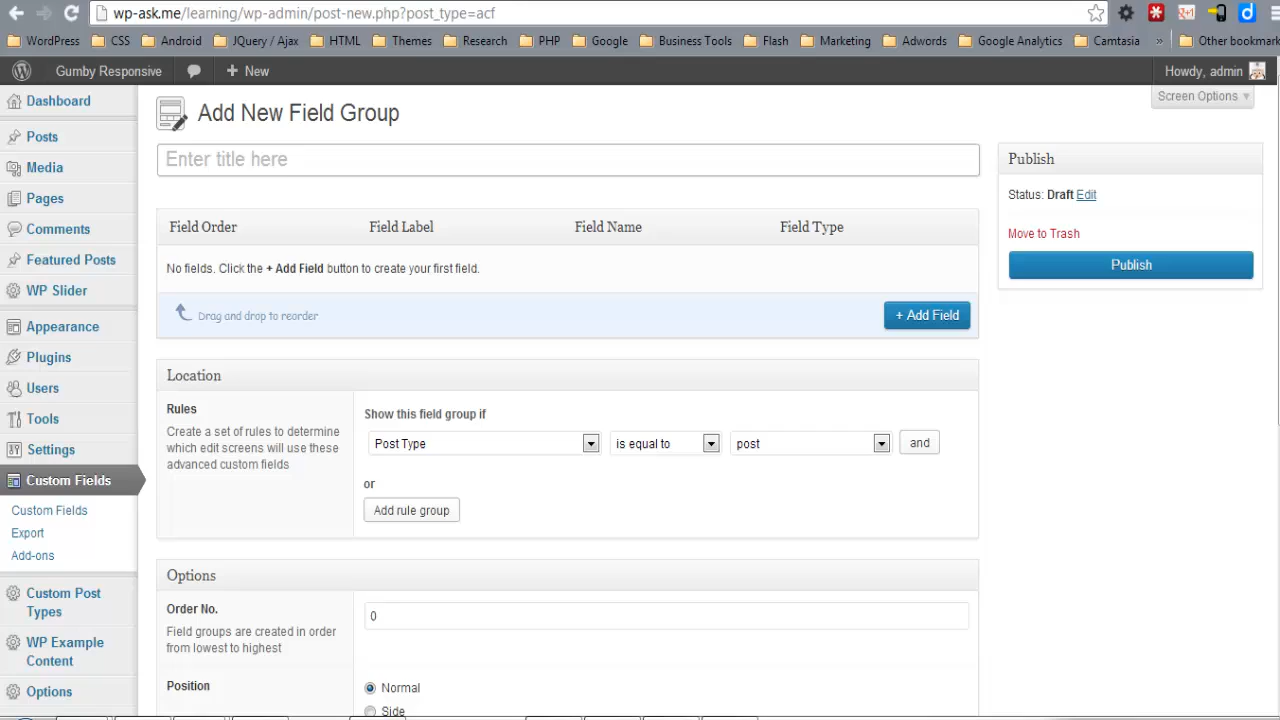 wp-ask.me/learning/wp-admin/post-new.php?post_type=acf
WordPress CSS Android JQuery / Ajax HTML Themes Research PHP Google Business Tools Flash Marketing Adwords Google Analytics Camtasia » Other bookmark
Gumby Responsive + New Howdy, admin
Screen Options
Dashboard
Posts
Media
Pages
Comments
Featured Posts
WP Slider
Appearance
Plugins
Users
Tools
Settings
Custom Fields
Custom Fields
Export
Add-ons
Custom Post
Types
WP Example
Content
Options
Add New Field Group
Enter title here
Field Order Field Label Field Name Field Type
No fields. Click the + Add Field button to create your first field.
Drag and drop to reorder + Add Field
Location
Rules
Create a set of rules to determine
which edit screens will use these
advanced custom fields
Show this field group if
Post Type is equal to post and
or
Add rule group
Options
Order No.
Field groups are created in order
from lowest to highest
0
Position
Normal
Side
Publish
Status: Draft Edit
Move to Trash
Publish